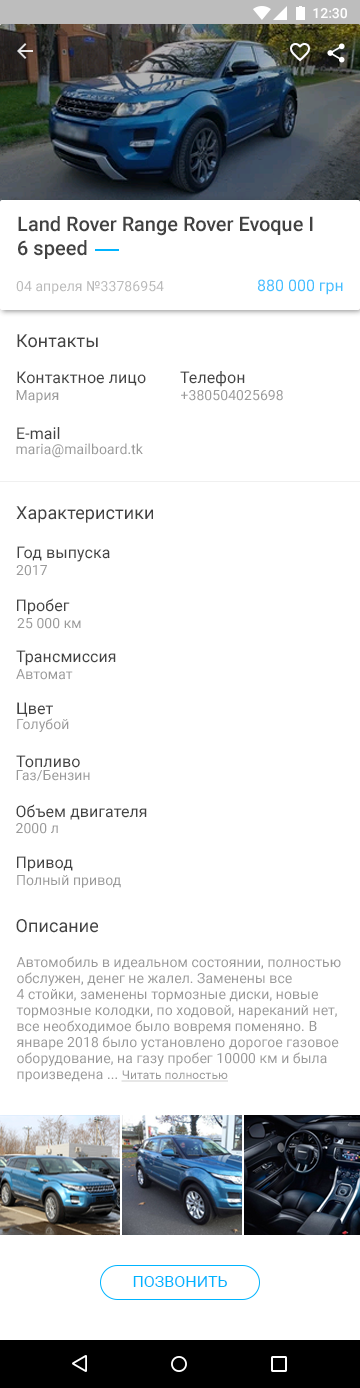 12:30
Land Rover Range Rover Evoque I
6 speed
04 апреля №33786954
880 000 грн
Контакты
Контактное лицо
Мария
Телефон
+380504025698
E-mail
maria@mailboard.tk
Характеристики
Год выпуска
2017
Пробег
25 000 км
Трансмиссия
Автомат
Цвет
Голубой
Топливо
Газ/Бензин
Объем двигателя
2000 л
Привод
Полный привод
Описание
Автомобиль в идеальном состоянии, полностью
обслужен, денег не жалел. Заменены все
4 стойки, заменены тормозные диски, новые
тормозные колодки, по ходовой, нареканий нет,
все необходимое было вовремя поменяно. В
январе 2018 было установлено дорогое газовое
оборудование, на газу пробег 10000 км и была
произведена ... Читать полностью
ПОЗВОНИТЬ